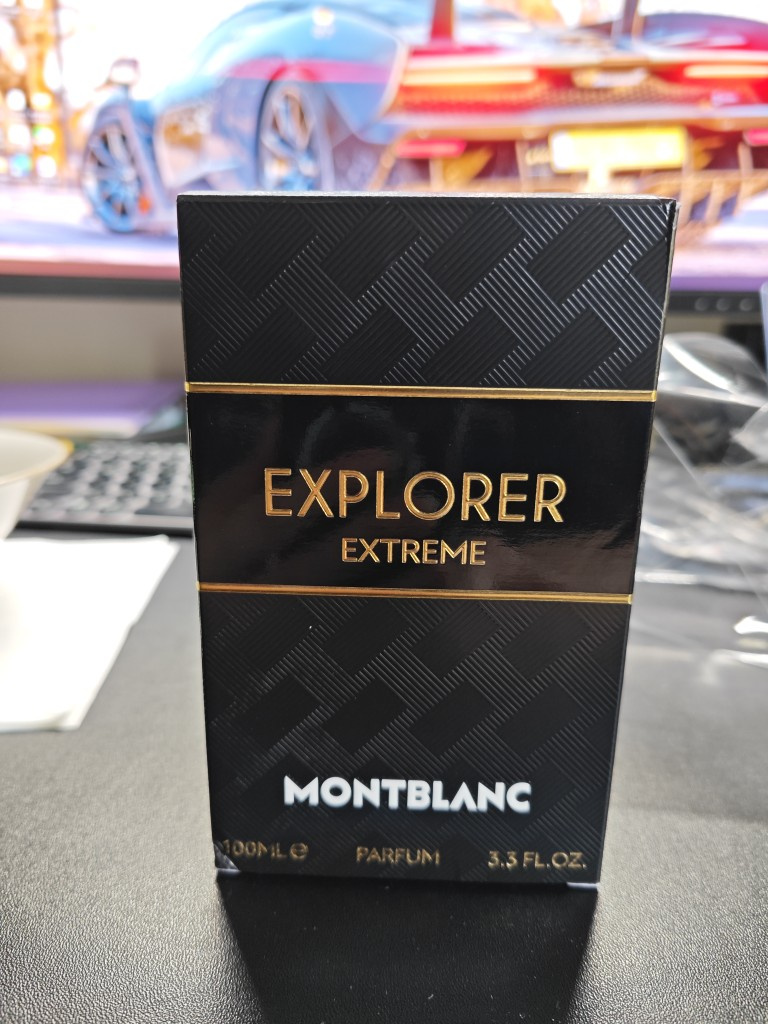 EXPLORER
EXTREME
MONTBLANC
100ML ℮ PARFUM 3.3 FL.OZ.